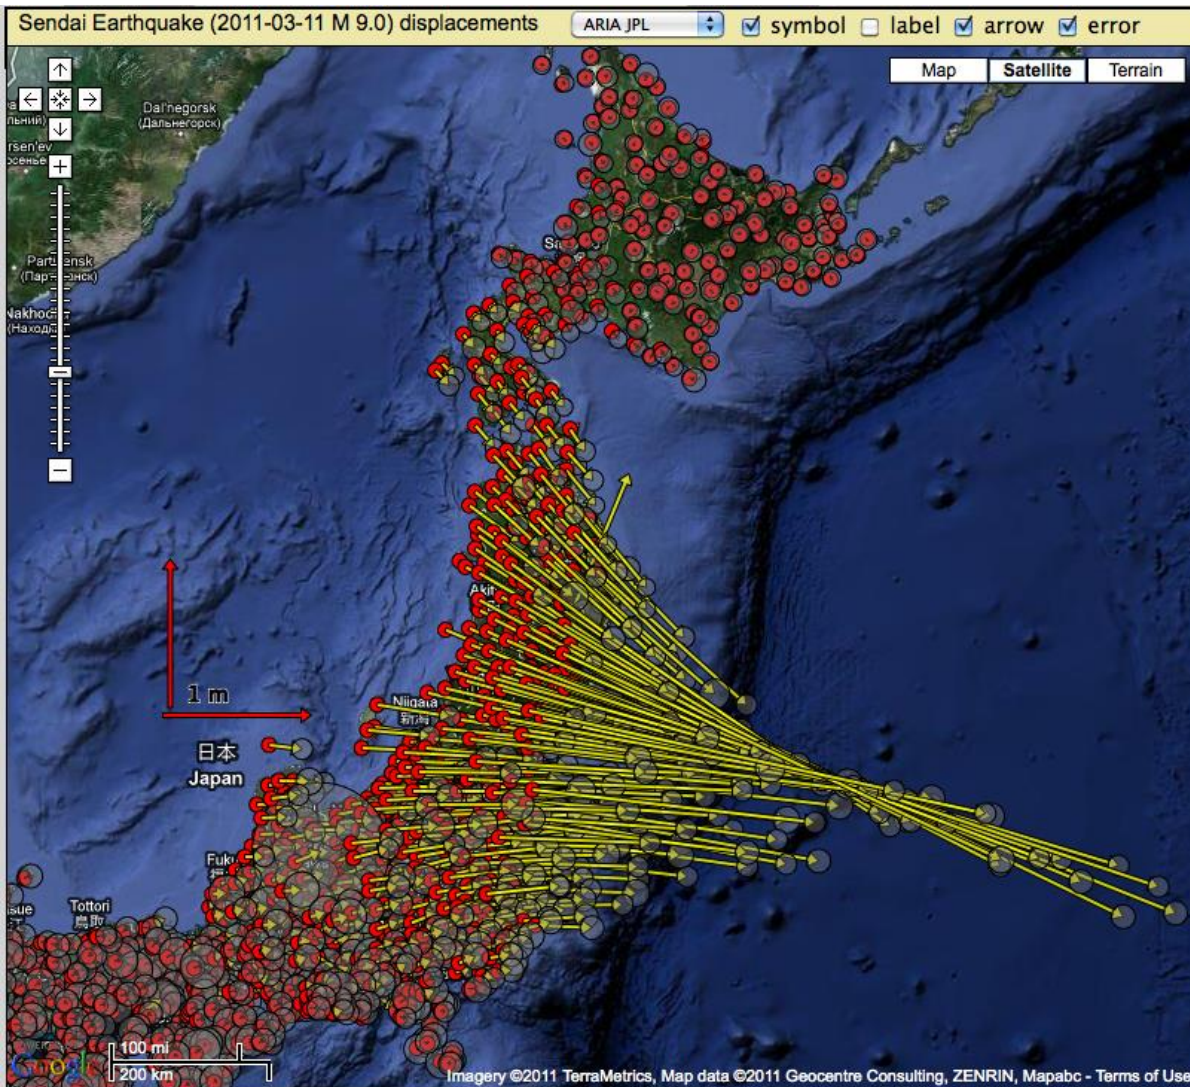 Sendai Earthquake (2011-03-11 M 9.0) displacements
ARIA JPL
symbol
label
arrow
error
Map
Satellite
Terrain
Dal'negorsk
(Дальнегорск)
1 m
Niigata
新潟
日本
Japan
Tottori
鳥取
100 mi
200 km
Google
Imagery ©2011 TerraMetrics, Map data ©2011 Geocentre Consulting, ZENRIN, Mapabc - Terms of Use